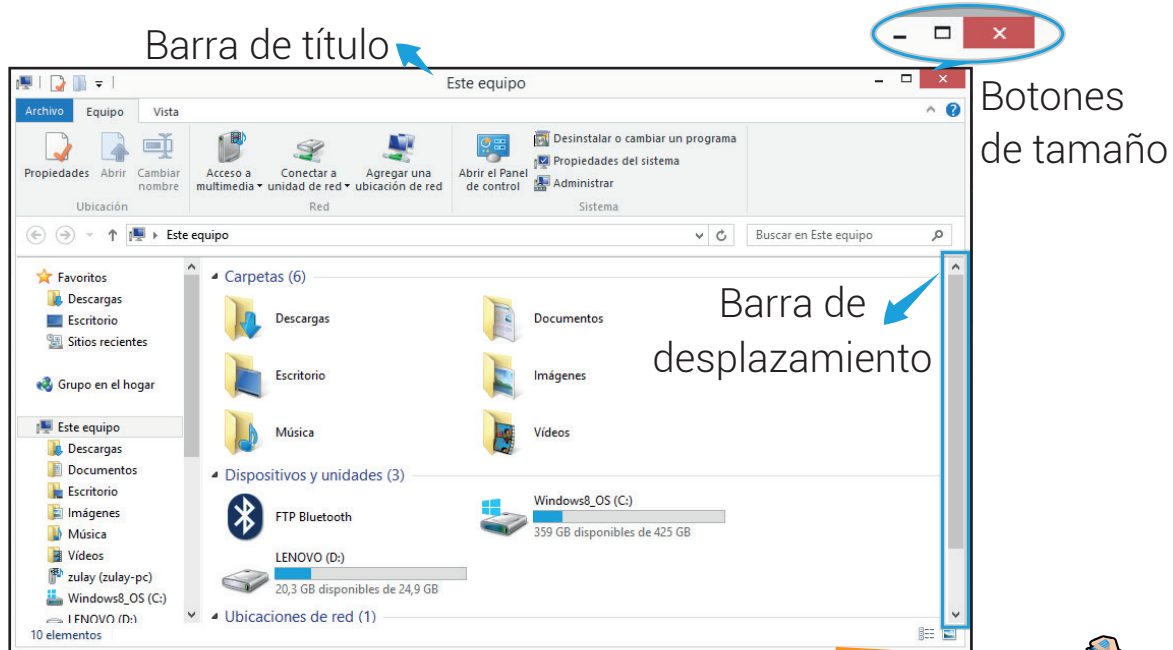 Barra de título
Este equipo
Botones
de tamaño
Archivo Equipo Vista
Propiedades Abrir Cambiar nombre
Acceso a multimedia Conectar a unidad de red Agregar una ubicación de red
Abrir el Panel de control
Desinstalar o cambiar un programa
Propiedades del sistema
Administrar
Ubicación Red Sistema
Este equipo
Buscar en Este equipo
Favoritos
Descargas
Escritorio
Sitios recientes
Grupo en el hogar
Este equipo
Descargas
Documentos
Escritorio
Imágenes
Música
Vídeos
zulay (zulay-pc)
Windows8_OS (C:)
LENOVO (D:)
Carpetas (6)
Descargas Documentos
Escritorio Imágenes
Música Vídeos
Barra de
desplazamiento
Dispositivos y unidades (3)
FTP Bluetooth
Windows8_OS (C:)
359 GB disponibles de 425 GB
LENOVO (D:)
20,3 GB disponibles de 24,9 GB
Ubicaciones de red (1)
10 elementos